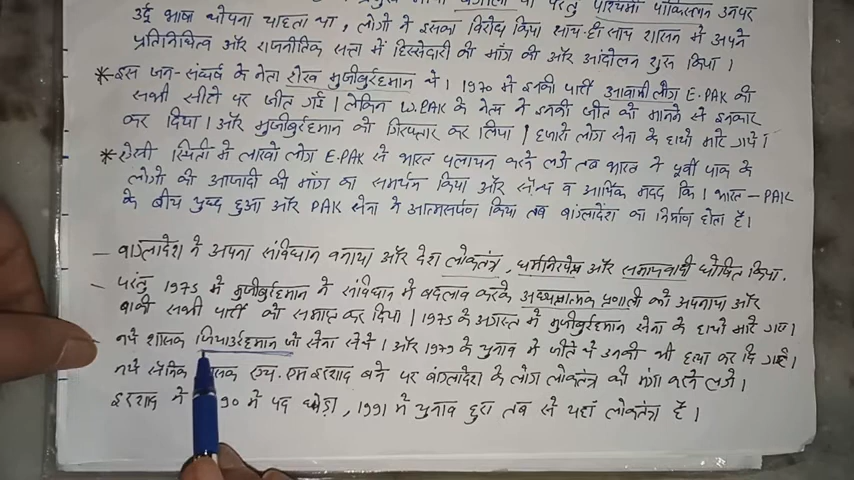 उर्दू भाषा थोपना चाहता था, लोगों ने इसका विरोध किया साथ-ही साथ शासन में अपने
प्रतिनिधित्व और राजनीतिक सत्ता में हिस्सेदारी की मांग की और आंदोलन शुरू किया।
* इस जन-संघर्ष के नेता शेख मुजीबुर्रहमान थे। 1970 में इनकी पार्टी आवामी लीग E.PAK की
सभी सीटों पर जीत गई। लेकिन W.PAK के नेता ने इनकी जीत को मानने से इनकार
कर दिया। और मुजीबुर्रहमान को गिरफ्तार कर लिया। हजारों लोग सेना के हाथों मारे गये।
* ऐसी स्थिती में लाखों लोग E.PAK से भारत पलायन करने लगे तब भारत ने पूर्वी पाक के
लोगों की आजादी की मांग का समर्थन किया और सैन्य व आर्थिक मदद कि। भारत - PAK
के बीच युध्द हुआ और PAK सेना ने आत्मसर्पण किया तब बांग्लादेश का निर्माण होता है।
– बांग्लादेश ने अपना संविधान बनाया और देश लोकतंत्र, धर्मनिरपेक्ष और समाजवादी घोषित किया.
– परंतु 1975 में मुजीबुर्रहमान ने संविधान में बदलाव करके अध्यक्षात्मक प्रणाली को अपनाया और
बाकी सभी पार्टी को समाप्त कर दिया। 1975 के अगस्त में मुजीबुर्रहमान सेना के हाथों मारे गए।
– नये शासक जियाउर्रहमान जो सेना से थे। और 1979 के चुनाव में जीते थे उनकी भी हत्या कर दि गई।
नये सैनिक एच. एम इरशाद बने पर बांग्लादेश के लोग लोकतंत्र की मांग करने लगे।
इरशाद ने 90 में पद छोड़ा, 1991 में चुनाव हुए तब से यहां लोकतंत्र है।